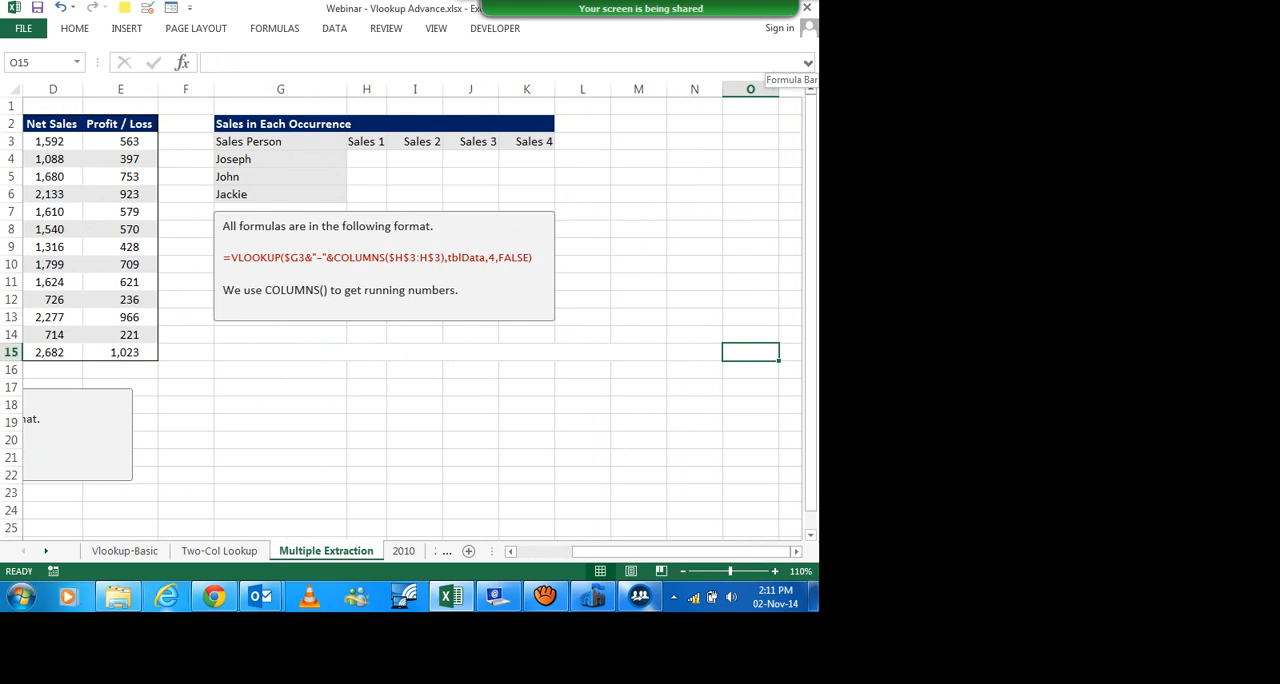 Webinar - Vlookup Advance.xlsx - Ex
Your screen is being shared
FILE HOME INSERT PAGE LAYOUT FORMULAS DATA REVIEW VIEW DEVELOPER Sign in
O15 fx
Formula Bar
D E F G H I J K L M N O
1
2 Net Sales Profit / Loss Sales in Each Occurrence
3 1,592 563 Sales Person Sales 1 Sales 2 Sales 3 Sales 4
4 1,088 397 Joseph
5 1,680 753 John
6 2,133 923 Jackie
7 1,610 579
8 1,540 570 All formulas are in the following format.
9 1,316 428
10 1,799 709 =VLOOKUP($G3&"-"&COLUMNS($H$3:H$3),tblData,4,FALSE)
11 1,624 621
12 726 236 We use COLUMNS() to get running numbers.
13 2,277 966
14 714 221
15 2,682 1,023
16
17
18
19 nat.
20
21
22
23
24
25
Vlookup-Basic Two-Col Lookup Multiple Extraction 2010 ...
READY 110%
2:11 PM
02-Nov-14